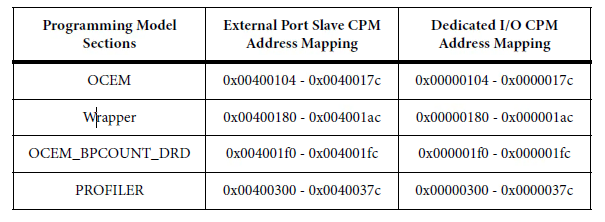 Programming Model Sections External Port Slave CPM Address Mapping Dedicated I/O CPM Address Mapping
OCEM 0x00400104 - 0x0040017c 0x00000104 - 0x0000017c
Wrapper 0x00400180 - 0x004001ac 0x00000180 - 0x000001ac
OCEM_BPCOUNT_DRD 0x004001f0 - 0x004001fc 0x000001f0 - 0x000001fc
PROFILER 0x00400300 - 0x0040037c 0x00000300 - 0x0000037c